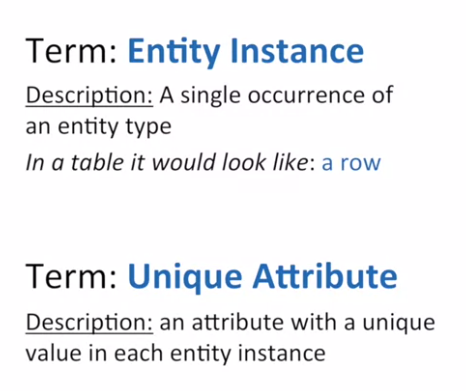 Term: Entity Instance
Description: A single occurrence of
an entity type
In a table it would look like: a row
Term: Unique Attribute
Description: an attribute with a unique
value in each entity instance